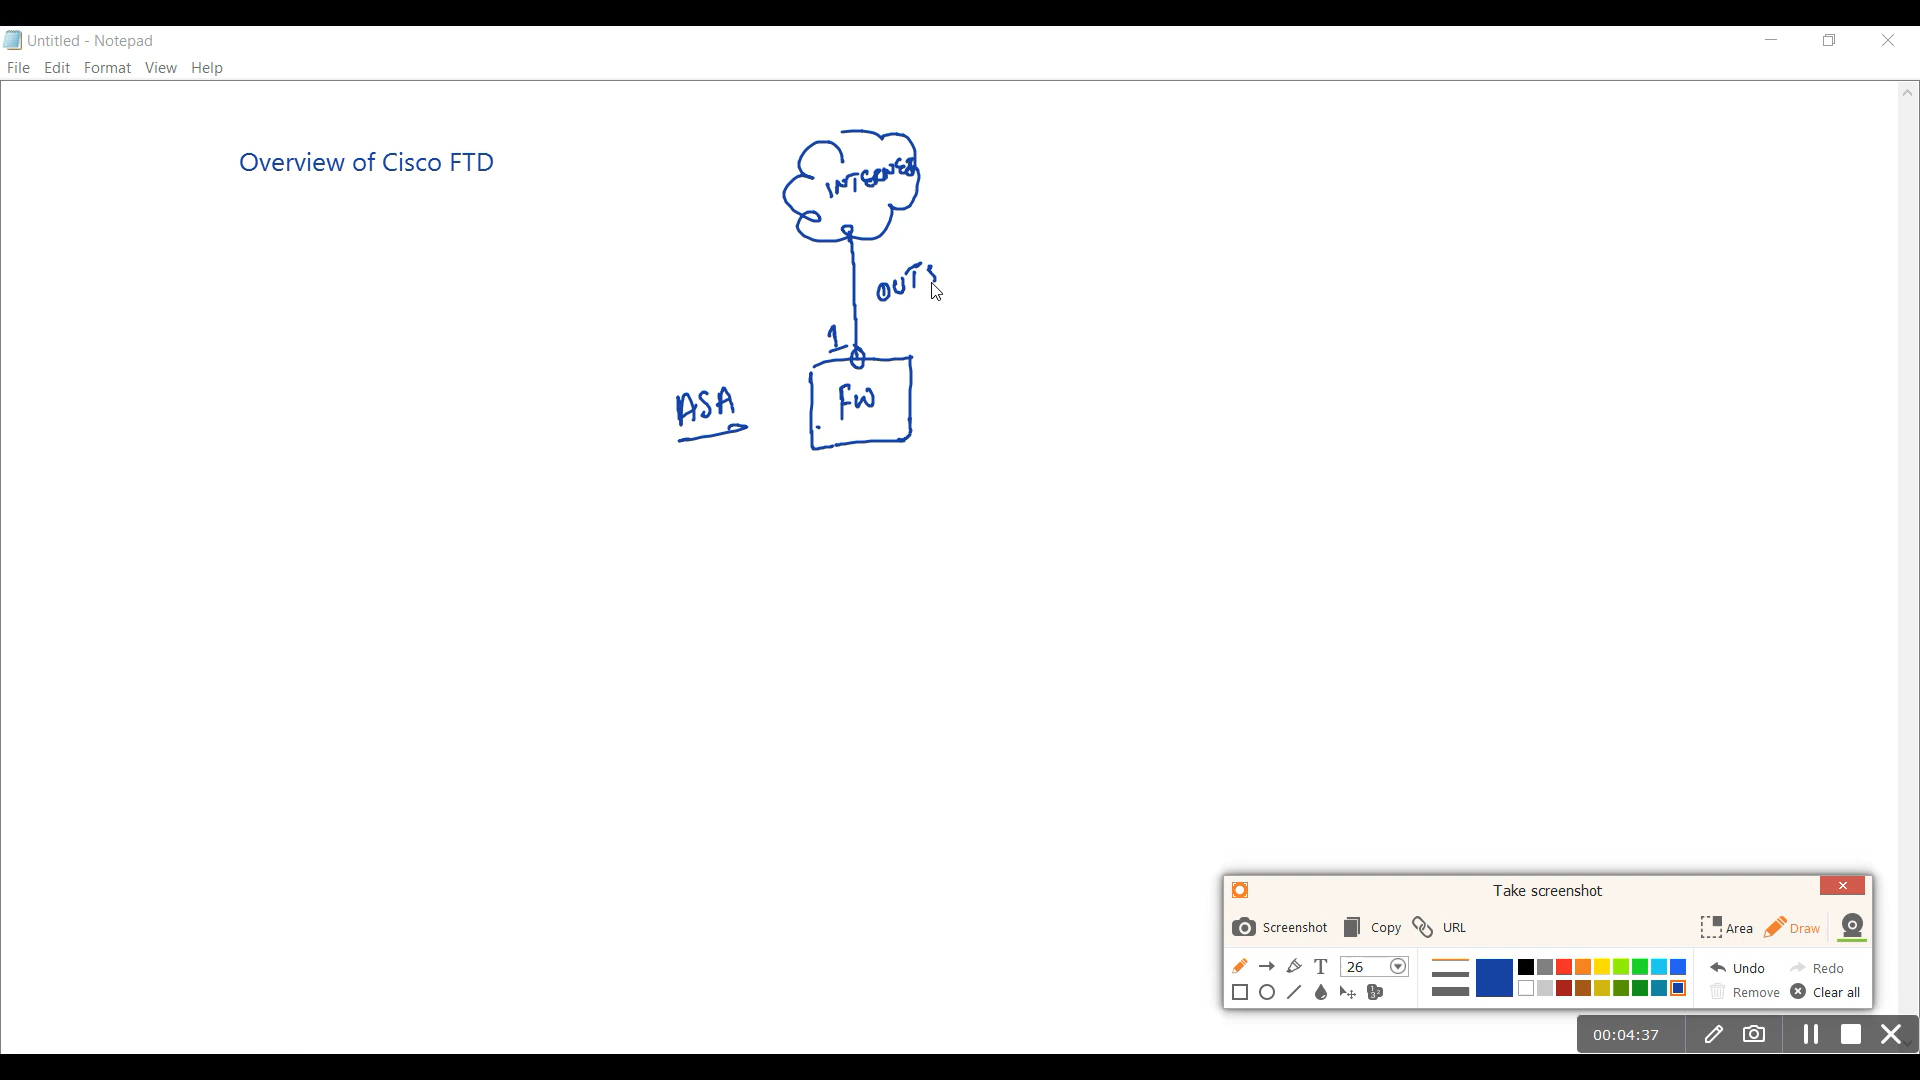 Untitled - Notepad
File Edit Format View Help
Overview of Cisco FTD
INTERNET
OUTS
1
FW
ASA
Take screenshot
Screenshot Copy URL Area Draw
T 26 Undo Redo
Remove Clear all
00:04:37